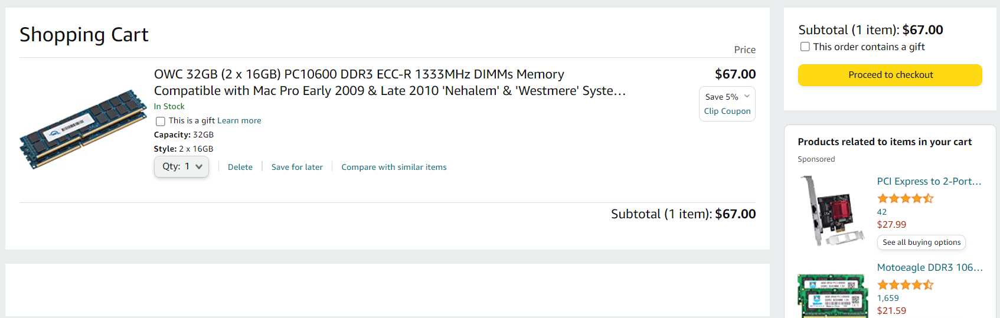 Shopping Cart
Price
OWC 32GB (2 x 16GB) PC10600 DDR3 ECC-R 1333MHz DIMMs Memory
Compatible with Mac Pro Early 2009 & Late 2010 'Nehalem' & 'Westmere' Syste…
$67.00
Save 5%
Clip Coupon
In Stock
This is a gift Learn more
Capacity: 32GB
Style: 2 x 16GB
Qty: 1
Delete
Save for later
Compare with similar items
Subtotal (1 item): $67.00
Subtotal (1 item): $67.00
This order contains a gift
Proceed to checkout
Products related to items in your cart
Sponsored
PCI Express to 2-Port…
42
$27.99
See all buying options
Motoeagle DDR3 106…
1,659
$21.59